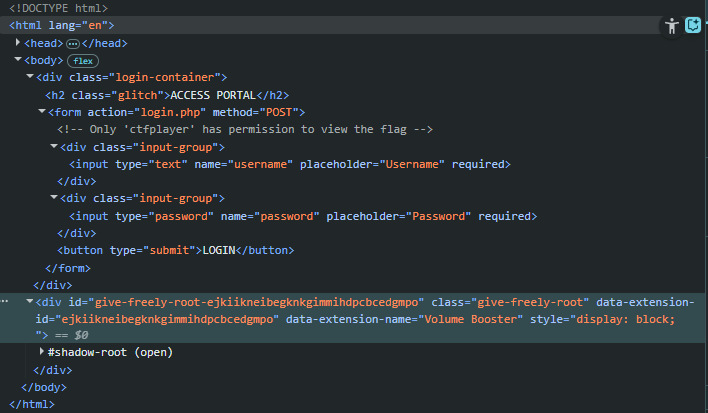 <!DOCTYPE html>
<html lang="en">
<head> ⋯ </head>
<body> flex
<div class="login-container">
<h2 class="glitch">ACCESS PORTAL</h2>
<form action="login.php" method="POST">
<!-- Only 'ctfplayer' has permission to view the flag -->
<div class="input-group">
<input type="text" name="username" placeholder="Username" required>
</div>
<div class="input-group">
<input type="password" name="password" placeholder="Password" required>
</div>
<button type="submit">LOGIN</button>
</form>
</div>
<div id="give-freely-root-ejkiikneibegknkgimmihdpcbcedgmpo" class="give-freely-root" data-extension-
id="ejkiikneibegknkgimmihdpcbcedgmpo" data-extension-name="Volume Booster" style="display: block;
"> == $0
#shadow-root (open)
</div>
</body>
</html>